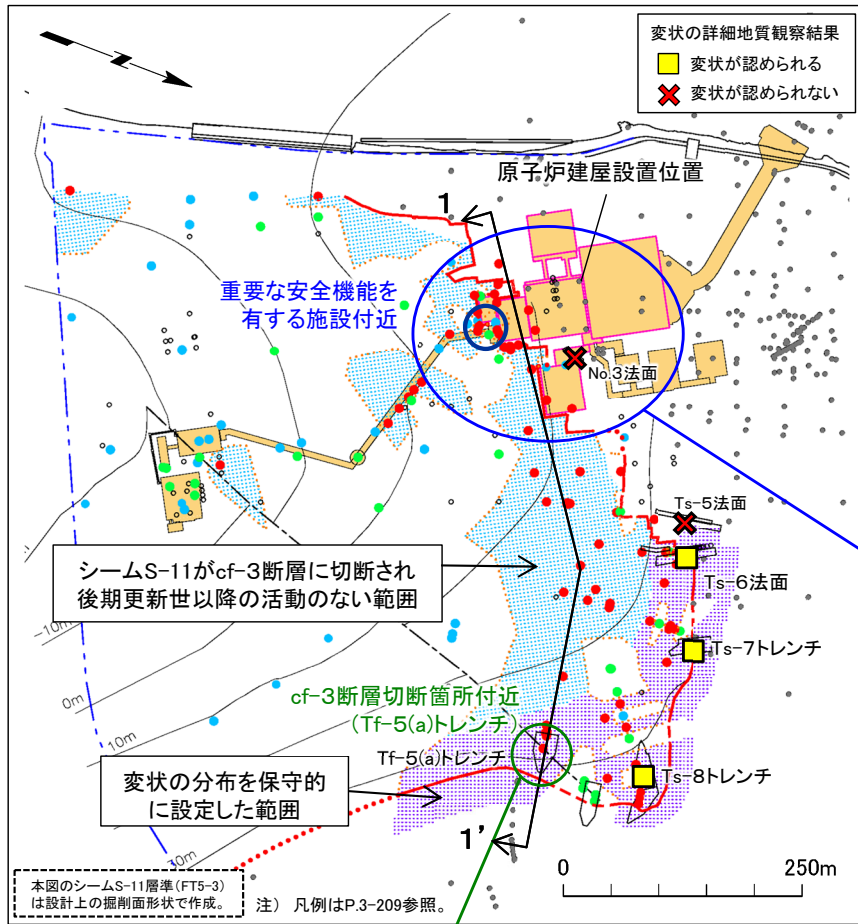 変状の詳細地質観察結果
変状が認められる
変状が認められない
原子炉建屋設置位置
1
重要な安全機能を
有する施設付近
No.3法面
Ts-5法面
シームS-11がcf-3断層に切断され
後期更新世以降の活動のない範囲
Ts-6法面
-10m
Ts-7トレンチ
0m
cf-3断層切断箇所付近
(Tf-5(a)トレンチ)
10m
Tf-5(a)トレンチ
Ts-8トレンチ
変状の分布を保守的
に設定した範囲
1'
30m
0
250m
本図のシームS-11層準(FT5-3)
は設計上の掘削面形状で作成。
注) 凡例はP.3-209参照。